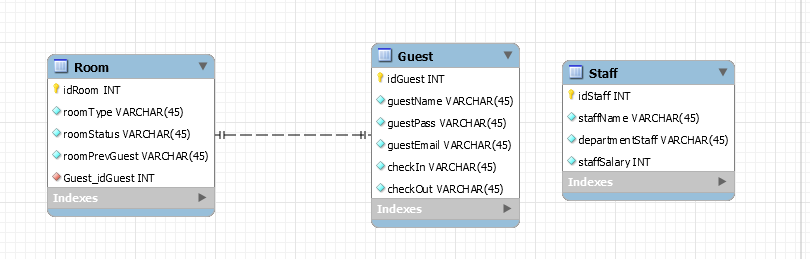 Room
idRoom INT
roomType VARCHAR(45)
roomStatus VARCHAR(45)
roomPrevGuest VARCHAR(45)
Guest_idGuest INT
Indexes
Guest
idGuest INT
guestName VARCHAR(45)
guestPass VARCHAR(45)
guestEmail VARCHAR(45)
checkIn VARCHAR(45)
checkOut VARCHAR(45)
Indexes
Staff
idStaff INT
staffName VARCHAR(45)
departmentStaff VARCHAR(45)
staffSalary INT
Indexes